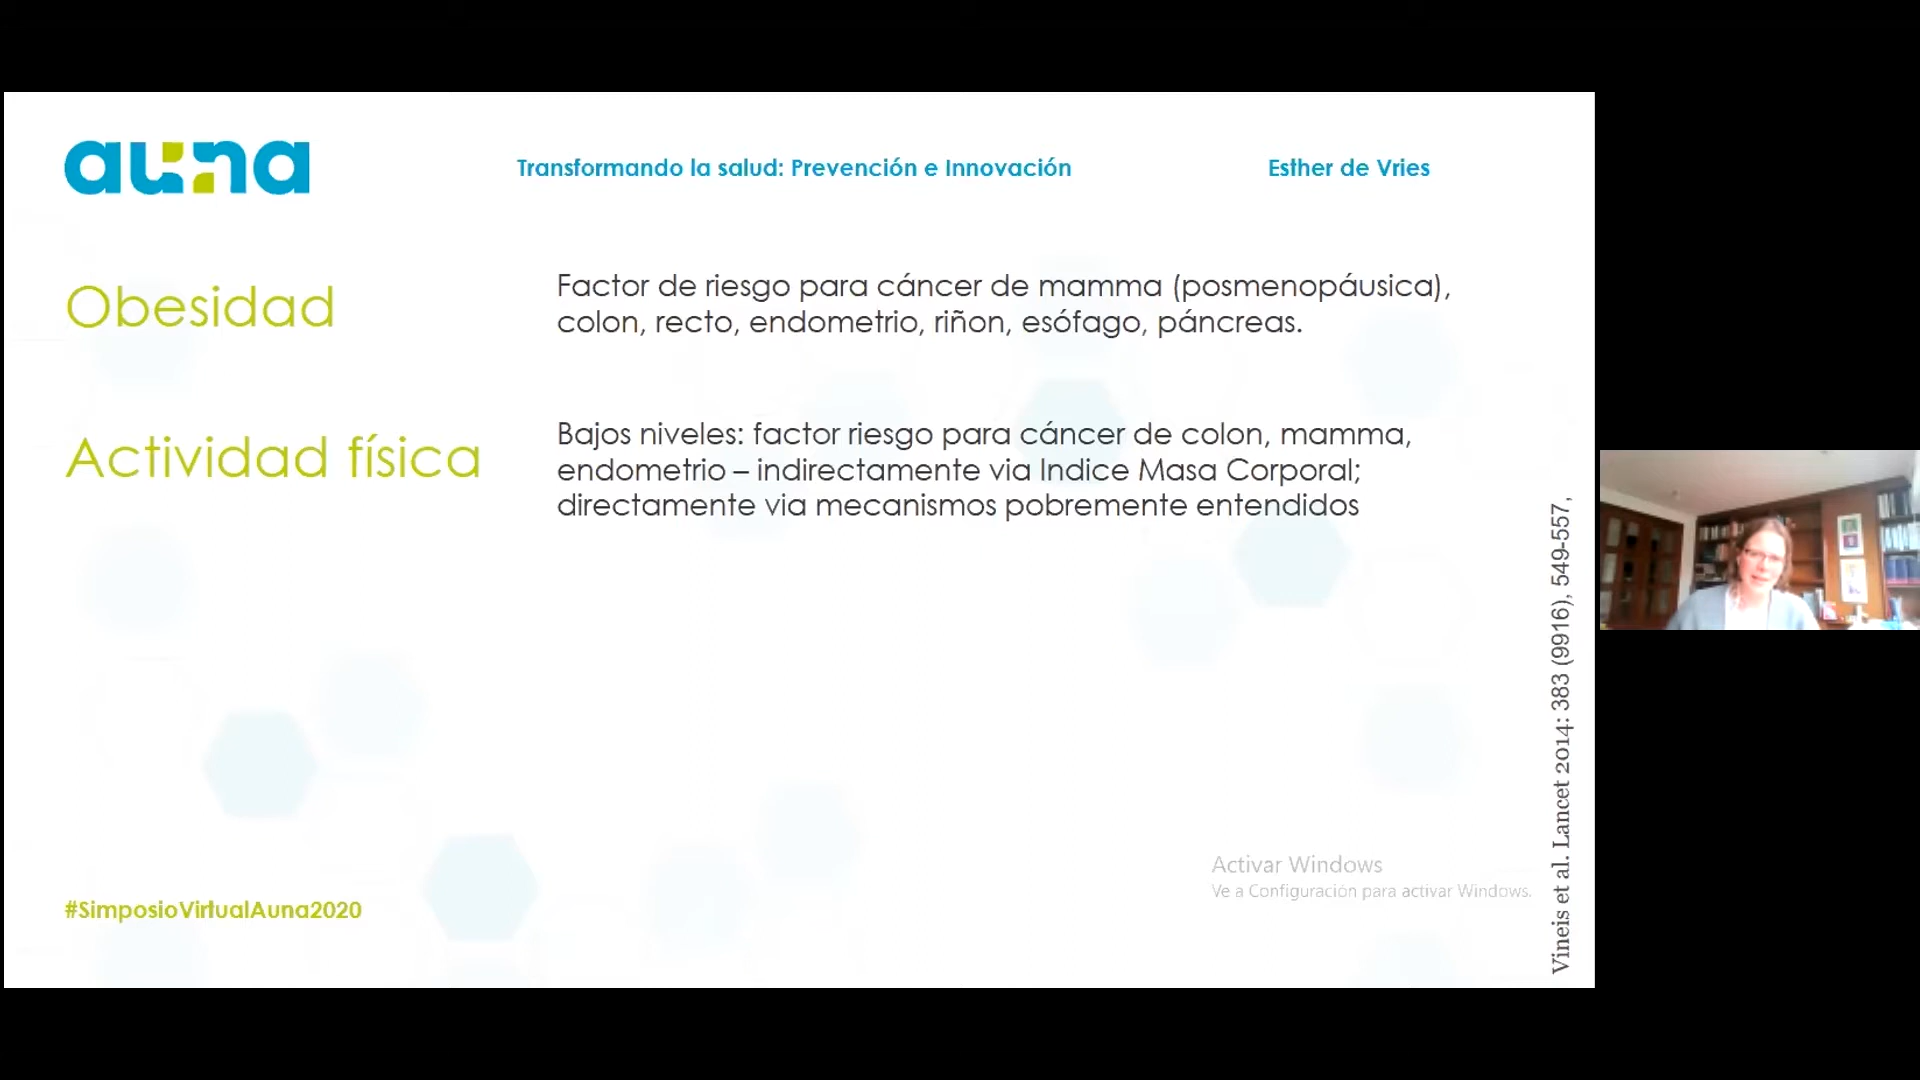 auna
Transformando la salud: Prevención e Innovación
Esther de Vries
Obesidad
Factor de riesgo para cáncer de mamma (posmenopáusica),
colon, recto, endometrio, riñon, esófago, páncreas.
Actividad física
Bajos niveles: factor riesgo para cáncer de colon, mamma,
endometrio – indirectamente via Indice Masa Corporal;
directamente via mecanismos pobremente entendidos
Vineis et al. Lancet 2014: 383 (9916), 549-557,
Activar Windows
Ve a Configuración para activar Windows.
#SimposioVirtualAuna2020